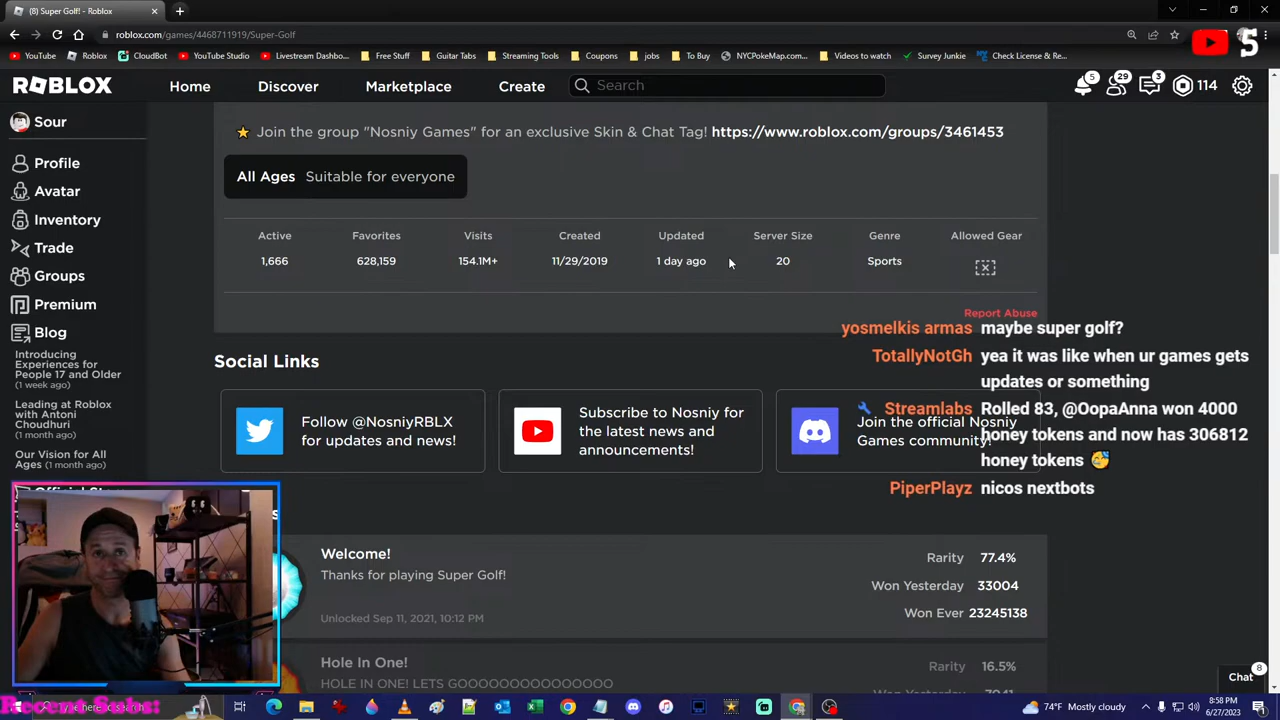 (8) Super Golf! - Roblox
roblox.com/games/4468711919/Super-Golf
YouTube Roblox CloudBot YouTube Studio Livestream Dashbo... Free Stuff Guitar Tabs Streaming Tools Coupons jobs To Buy NYCPokeMap.com Videos to watch Survey Junkie Check License & Re...
ROBLOX Home Discover Marketplace Create Search 5 29 3 114
Sour
Profile
Avatar
Inventory
Trade
Groups
Premium
Blog
Introducing
Experiences for
People 17 and Older
(1 week ago)
Leading at Roblox
with Antoni
Choudhuri
(1 month ago)
Our Vision for All
Ages (1 month ago)
Join the group "Nosniy Games" for an exclusive Skin & Chat Tag! https://www.roblox.com/groups/3461453
All Ages Suitable for everyone
Active Favorites Visits Created Updated Server Size Genre Allowed Gear
1,666 628,159 154.1M+ 11/29/2019 1 day ago 20 Sports
Report Abuse
yosmelkis armas maybe super golf?
TotallyNotGh yea it was like when ur games gets
updates or something
Streamlabs Rolled 83, @OopaAnna won 4000
honey tokens and now has 306812
honey tokens 🥳
PiperPlayz nicos nextbots
Social Links
Follow @NosniyRBLX
for updates and news!
Subscribe to Nosniy for
the latest news and
announcements!
Join the official Nosniy
Games community!
Welcome!
Thanks for playing Super Golf!
Unlocked Sep 11, 2021, 10:12 PM
Rarity 77.4%
Won Yesterday 33004
Won Ever 23245138
Hole In One!
HOLE IN ONE! LETS GOOOOOOOOOOOOOOO
Rarity 16.5%
Chat 8
Recent Subs:
74°F Mostly cloudy
8:58 PM
6/27/2023